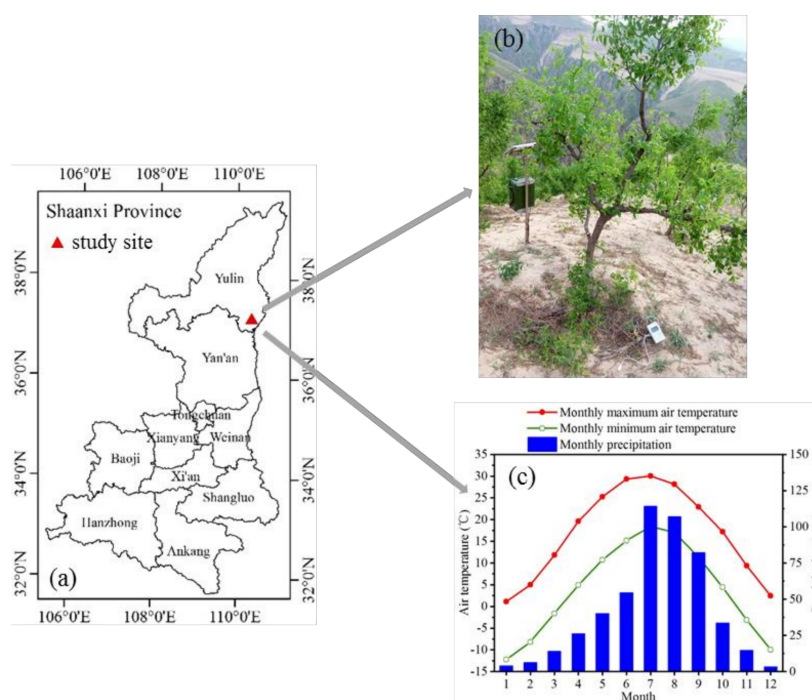 106°0'E 108°0'E 110°0'E
Shaanxi Province
study site
38°0'N
36°0'N
34°0'N
32°0'N
38°0'N
36°0'N
34°0'N
32°0'N
Yulin
Yan'an
Tongchuan
Xianyang
Weinan
Baoji
Xi'an
Shangluo
Hanzhong
Ankang
(a)
106°0'E 108°0'E 110°0'E
(b)
Monthly maximum air temperature
Monthly minimum air temperature
Monthly precipitation
(c)
Air temperature (℃)
35
30
25
20
15
10
5
0
-5
-10
-15
150
125
100
75
50
25
0
1 2 3 4 5 6 7 8 9 10 11 12
Month